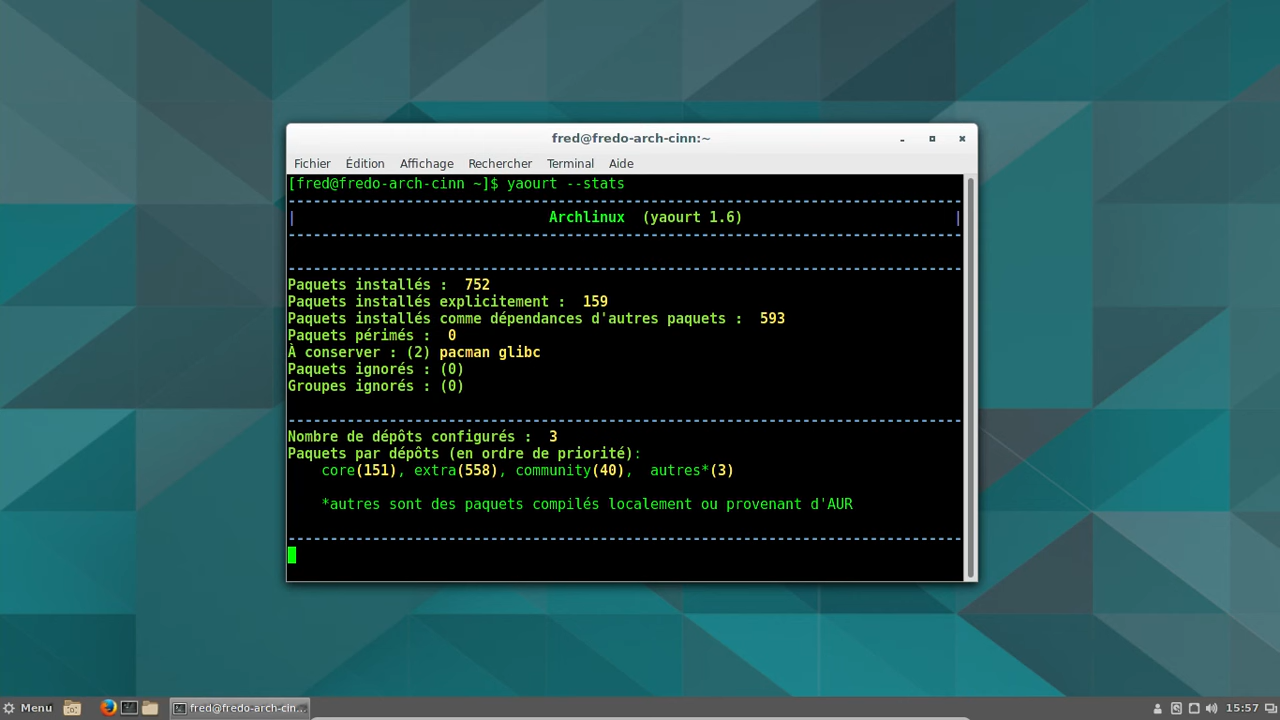 fred@fredo-arch-cinn:~
Fichier Édition Affichage Rechercher Terminal Aide
[fred@fredo-arch-cinn ~]$ yaourt --stats
--------------------------------------------------------------------------------
| Archlinux (yaourt 1.6) |
--------------------------------------------------------------------------------
--------------------------------------------------------------------------------
Paquets installés : 752
Paquets installés explicitement : 159
Paquets installés comme dépendances d'autres paquets : 593
Paquets périmés : 0
À conserver : (2) pacman glibc
Paquets ignorés : (0)
Groupes ignorés : (0)
--------------------------------------------------------------------------------
Nombre de dépôts configurés : 3
Paquets par dépôts (en ordre de priorité):
core(151), extra(558), community(40), autres*(3)
*autres sont des paquets compilés localement ou provenant d'AUR
--------------------------------------------------------------------------------
Menu fred@fredo-arch-cin... 15:57